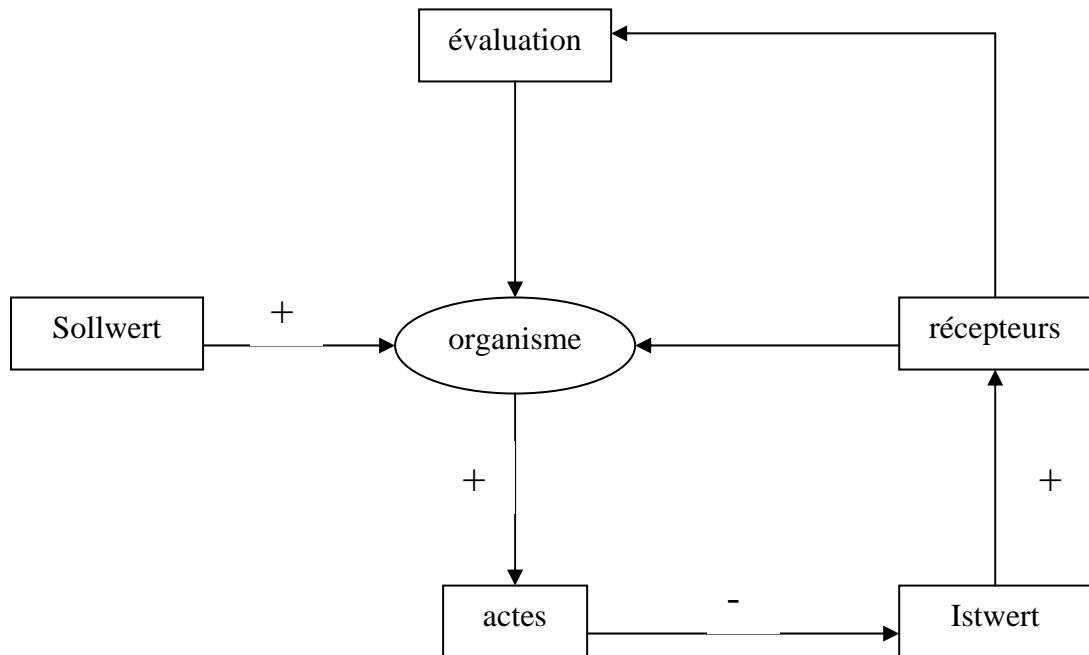 évaluation
+
Sollwert
organisme
récepteurs
+
+
-
actes
Istwert